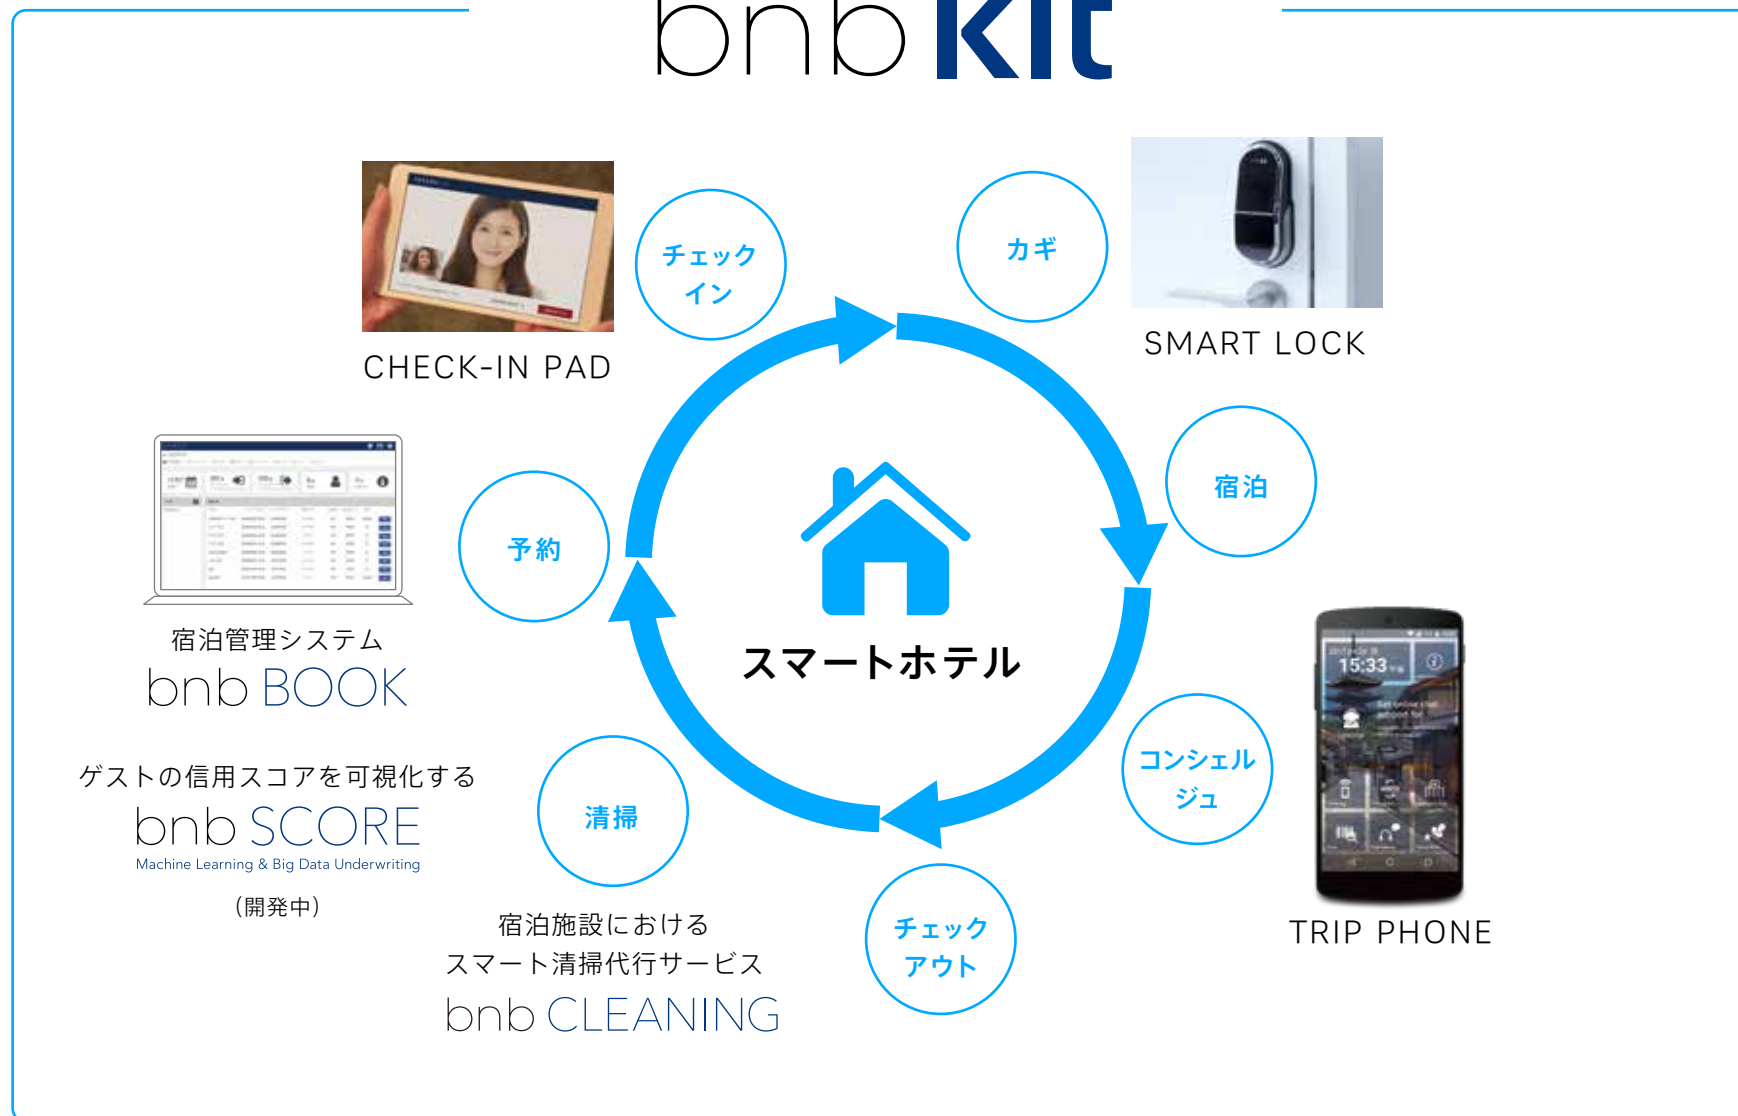 bnb kit
チェック
イン
カギ
CHECK-IN PAD
SMART LOCK
宿泊
予約
宿泊管理システム
bnb BOOK
スマートホテル
15:33
コンシェル
ジュ
ゲストの信用スコアを可視化する
bnb SCORE
Machine Learning & Big Data Underwriting
(開発中)
清掃
宿泊施設における
スマート清掃代行サービス
bnb CLEANING
チェック
アウト
TRIP PHONE